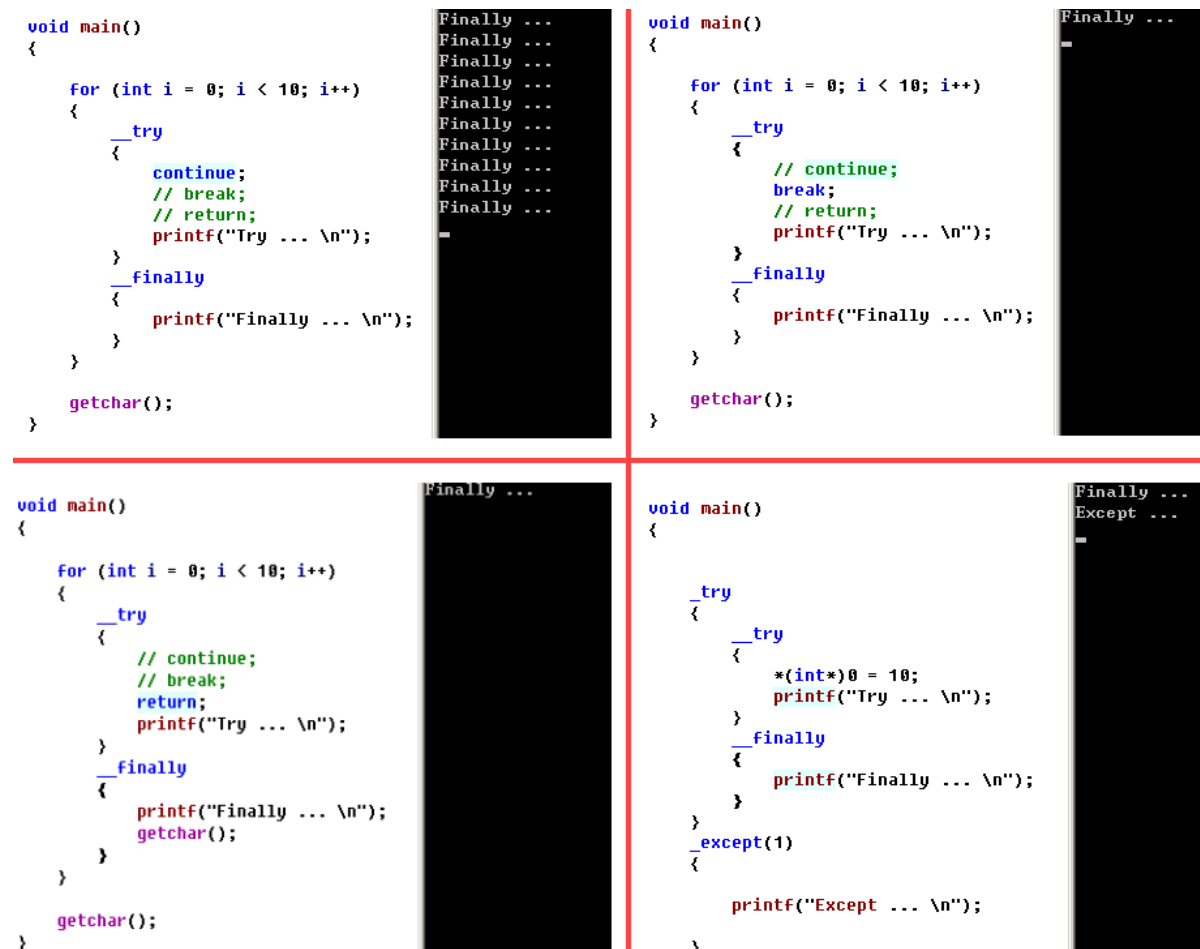 void main()
{
for (int i = 0; i < 10; i++)
{
__try
{
continue;
// break;
// return;
printf("Try ... \n");
}
__finally
{
printf("Finally ... \n");
}
}
getchar();
}
Finally ...
Finally ...
Finally ...
Finally ...
Finally ...
Finally ...
Finally ...
Finally ...
Finally ...
Finally ...
void main()
{
for (int i = 0; i < 10; i++)
{
__try
{
// continue;
break;
// return;
printf("Try ... \n");
}
__finally
{
printf("Finally ... \n");
}
}
getchar();
}
Finally ...
void main()
{
for (int i = 0; i < 10; i++)
{
__try
{
// continue;
// break;
return;
printf("Try ... \n");
}
__finally
{
printf("Finally ... \n");
getchar();
}
}
getchar();
}
Finally ...
void main()
{
_try
{
__try
{
*(int*)0 = 10;
printf("Try ... \n");
}
__finally
{
printf("Finally ... \n");
}
}
_except(1)
{
printf("Except ... \n");
}
Finally ...
Except ...